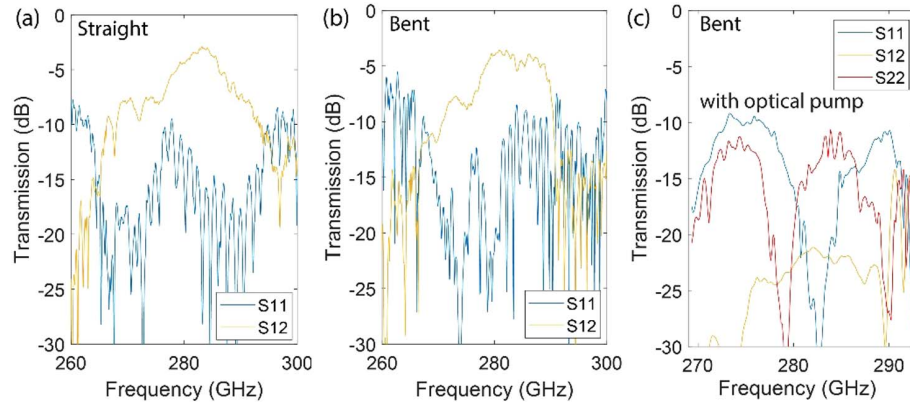 (a)
Straight
Transmission (dB)
0
-5
-10
-15
-20
-25
-30
260
280
300
Frequency (GHz)
S11
S12
(b)
Bent
Transmission (dB)
0
-5
-10
-15
-20
-25
-30
260
280
300
Frequency (GHz)
S11
S12
(c)
Bent
with optical pump
Transmission (dB)
0
-5
-10
-15
-20
-25
-30
270
280
290
Frequency (GHz)
S11
S12
S22